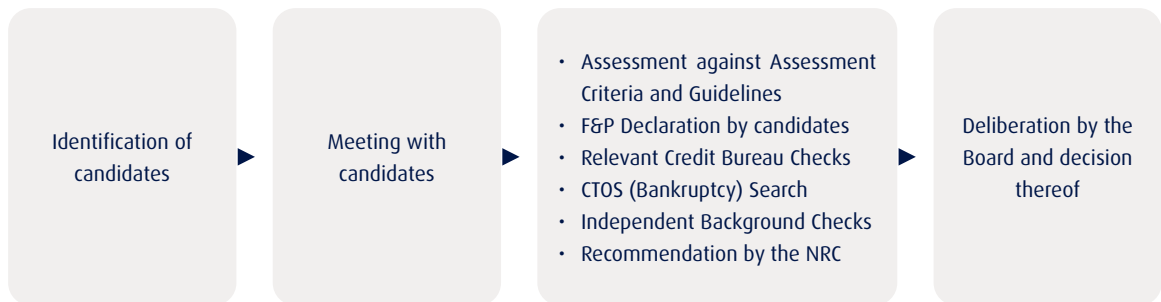 Identification of
candidates
Meeting with
candidates
• Assessment against Assessment
Criteria and Guidelines
• F&P Declaration by candidates
• Relevant Credit Bureau Checks
• CTOS (Bankruptcy) Search
• Independent Background Checks
• Recommendation by the NRC
Deliberation by the
Board and decision
thereof